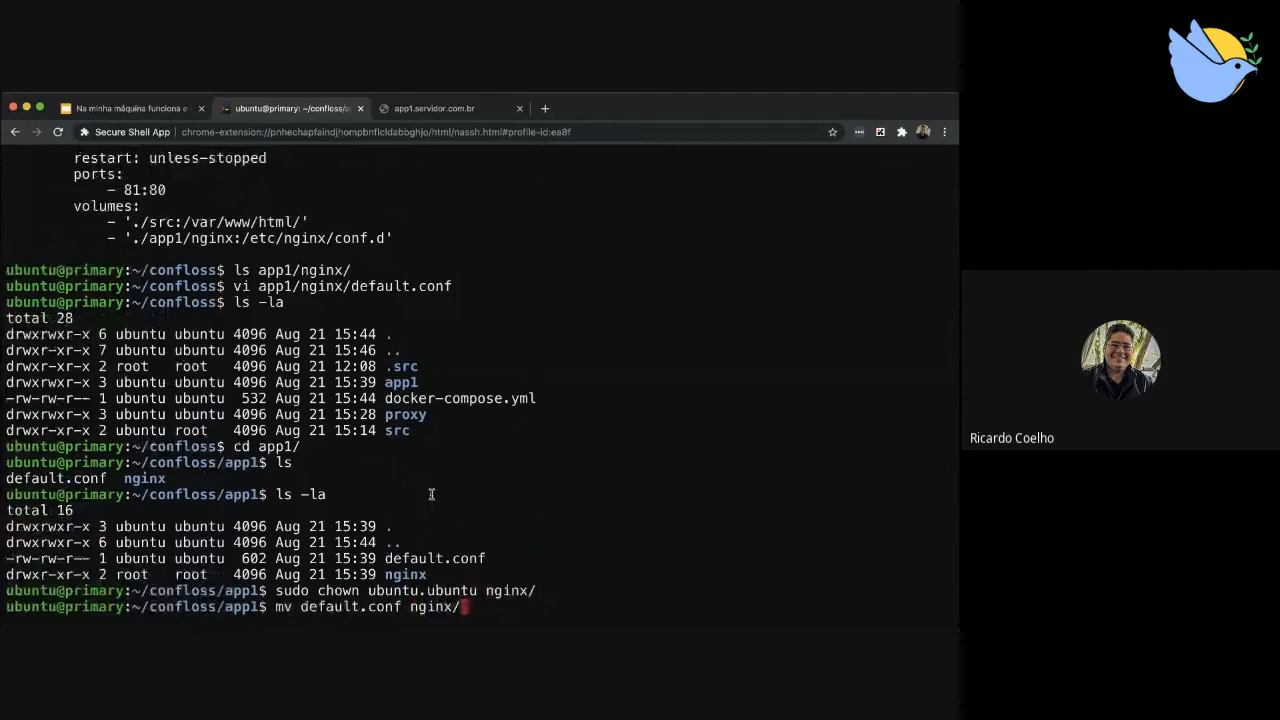 Na minha máquina funciona e
ubuntu@primary: ~/confloss/a
app1.servidor.com.br
Secure Shell App
chrome-extension://pnhechapfaindjhompbnflcldabbghjo/html/nassh.html#profile-id:ea8f
restart: unless-stopped
ports:
- 81:80
volumes:
- './src:/var/www/html/'
- './app1/nginx:/etc/nginx/conf.d'
ubuntu@primary:~/confloss$ ls app1/nginx/
ubuntu@primary:~/confloss$ vi app1/nginx/default.conf
ubuntu@primary:~/confloss$ ls -la
total 28
drwxrwxr-x 6 ubuntu ubuntu 4096 Aug 21 15:44 .
drwxr-xr-x 7 ubuntu ubuntu 4096 Aug 21 15:46 ..
drwxr-xr-x 2 root   root   4096 Aug 21 12:08 .src
drwxrwxr-x 3 ubuntu ubuntu 4096 Aug 21 15:39 app1
-rw-rw-r-- 1 ubuntu ubuntu  532 Aug 21 15:44 docker-compose.yml
drwxrwxr-x 3 ubuntu ubuntu 4096 Aug 21 15:28 proxy
drwxr-xr-x 2 ubuntu root   4096 Aug 21 15:14 src
ubuntu@primary:~/confloss$ cd app1/
ubuntu@primary:~/confloss/app1$ ls
default.conf  nginx
ubuntu@primary:~/confloss/app1$ ls -la
total 16
drwxrwxr-x 3 ubuntu ubuntu 4096 Aug 21 15:39 .
drwxrwxr-x 6 ubuntu ubuntu 4096 Aug 21 15:44 ..
-rw-rw-r-- 1 ubuntu ubuntu  602 Aug 21 15:39 default.conf
drwxr-xr-x 2 root   root   4096 Aug 21 15:39 nginx
ubuntu@primary:~/confloss/app1$ sudo chown ubuntu.ubuntu nginx/
ubuntu@primary:~/confloss/app1$ mv default.conf nginx/
Ricardo Coelho